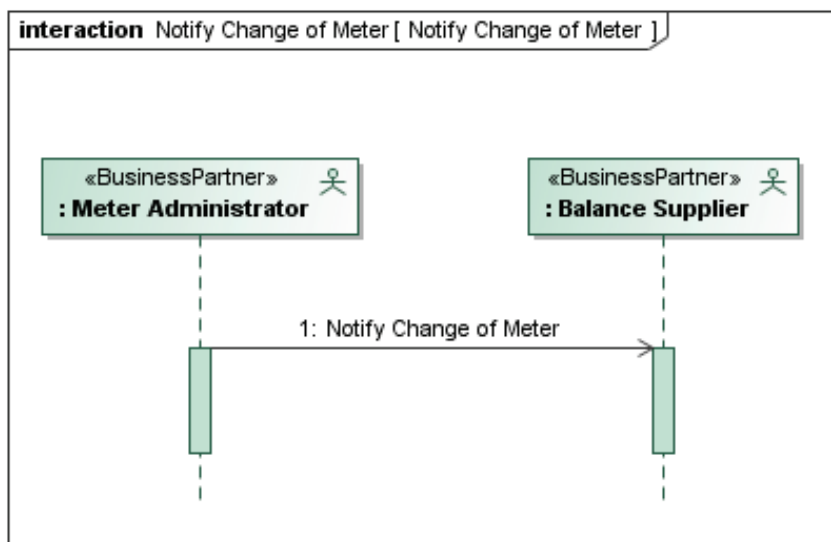 interaction Notify Change of Meter [ Notify Change of Meter ]
«BusinessPartner»
: Meter Administrator
«BusinessPartner»
: Balance Supplier
1: Notify Change of Meter